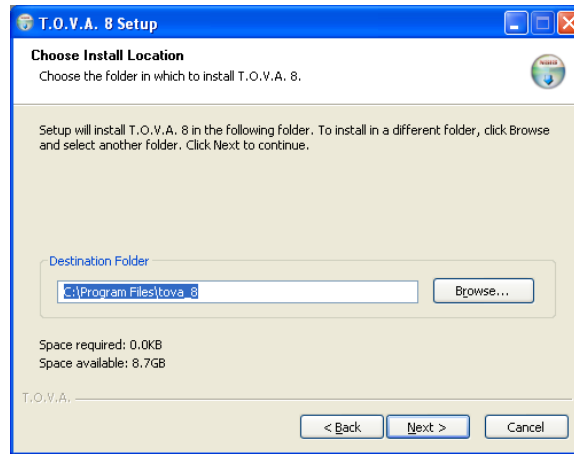 T.O.V.A. 8 Setup
Choose Install Location
Choose the folder in which to install T.O.V.A. 8.
Setup will install T.O.V.A. 8 in the following folder. To install in a different folder, click Browse
and select another folder. Click Next to continue.
Destination Folder
C:\Program Files\tova_8
Browse...
Space required: 0.0KB
Space available: 8.7GB
T.O.V.A.
< Back
Next >
Cancel